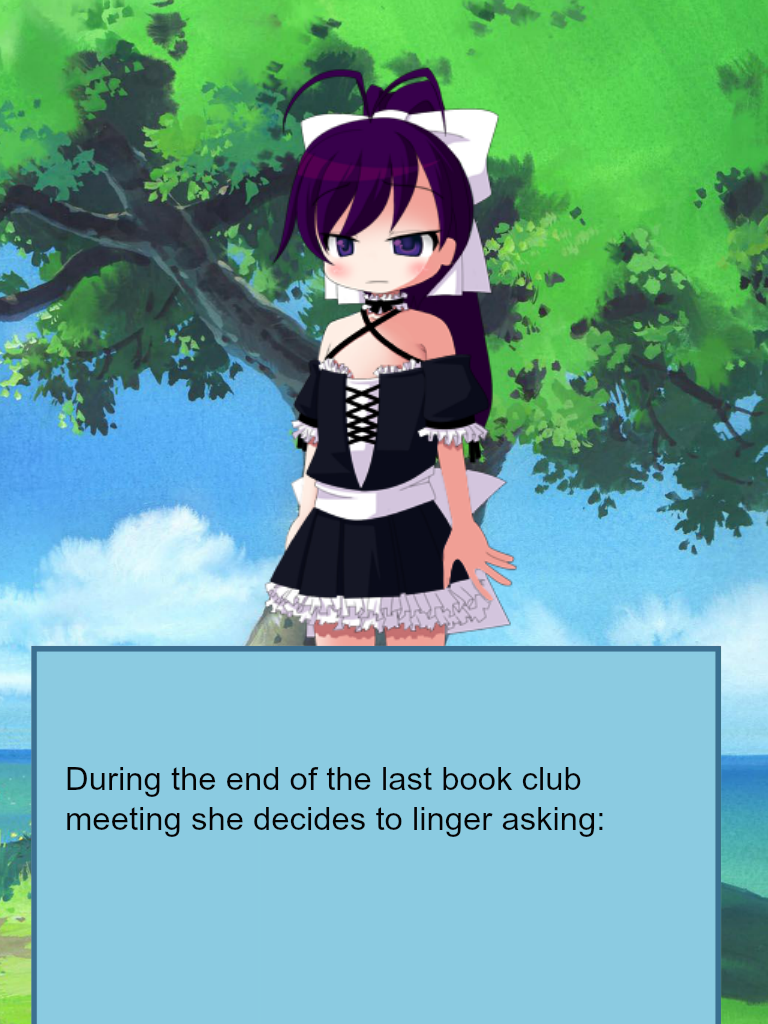 During the end of the last book club
meeting she decides to linger asking: